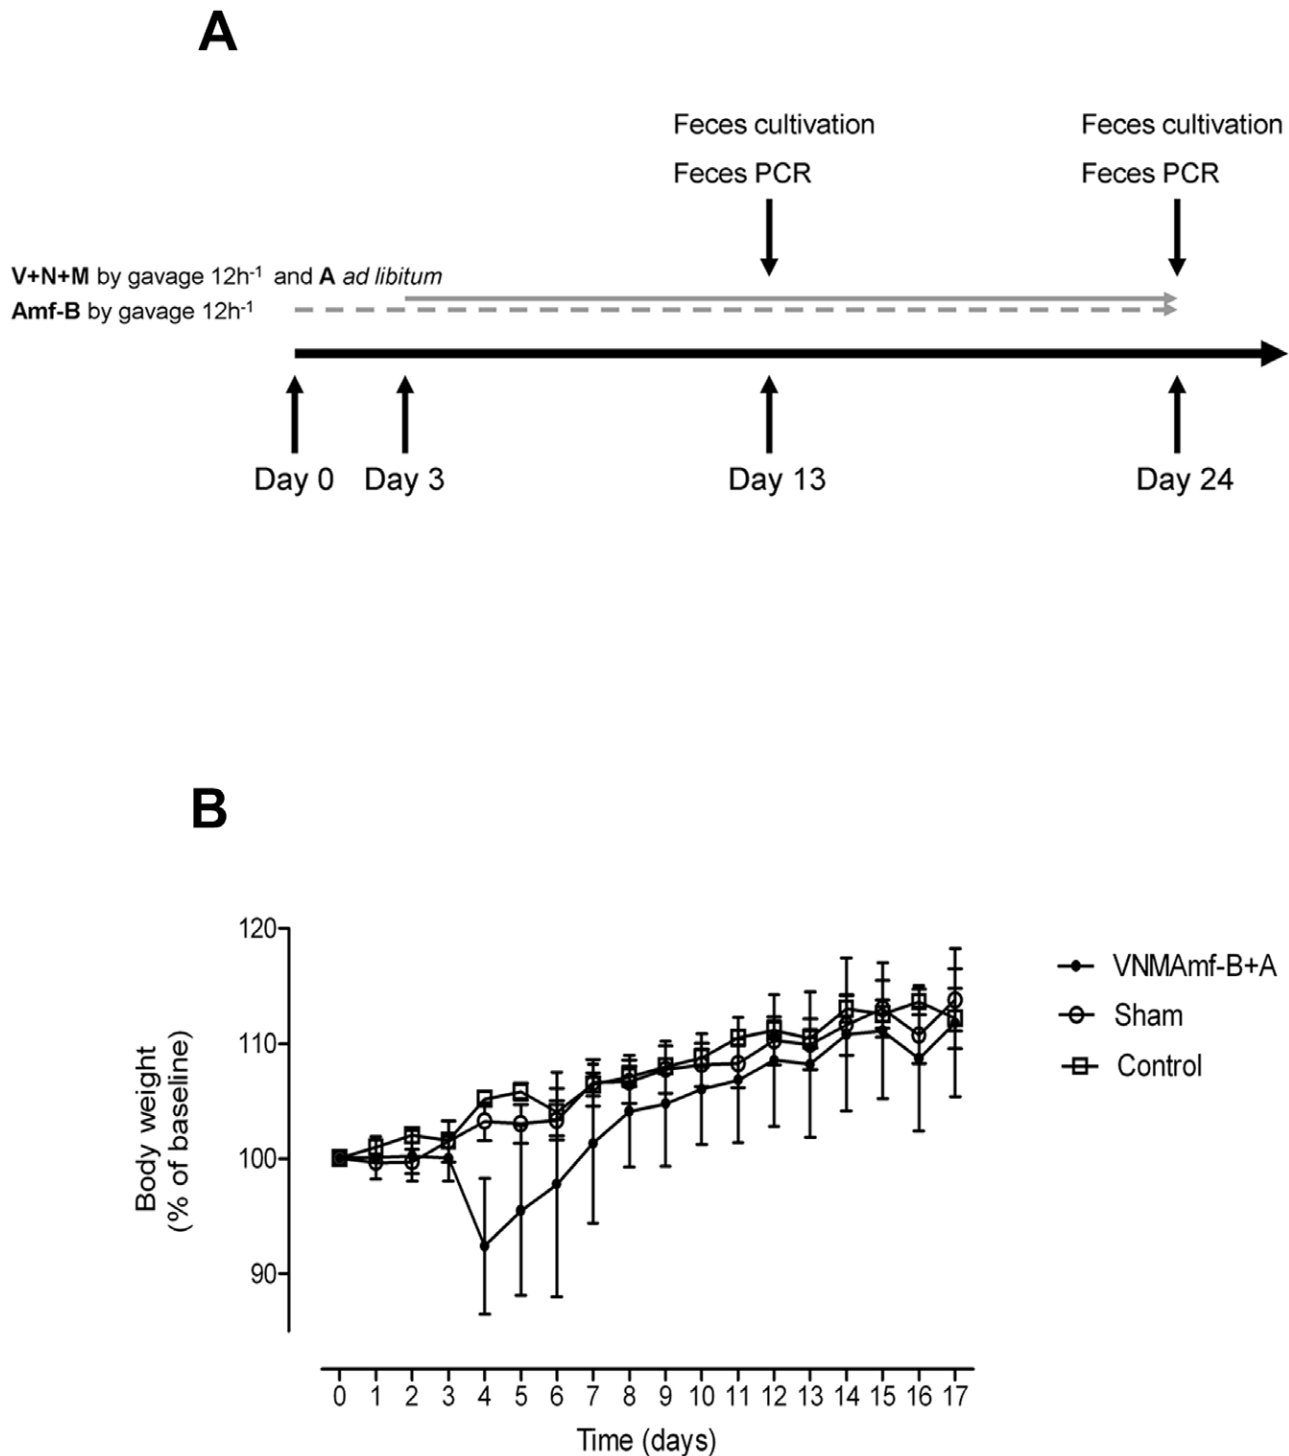 A
Feces cultivation
Feces PCR
Feces cultivation
Feces PCR
V+N+M by gavage 12h-1 and A ad libitum
Amf-B by gavage 12h-1
Day 0
Day 3
Day 13
Day 24
B
120
110
100
90
Body weight
(% of baseline)
VNMAmf-B+A
Sham
Control
0 1 2 3 4 5 6 7 8 9 10 11 12 13 14 15 16 17
Time (days)